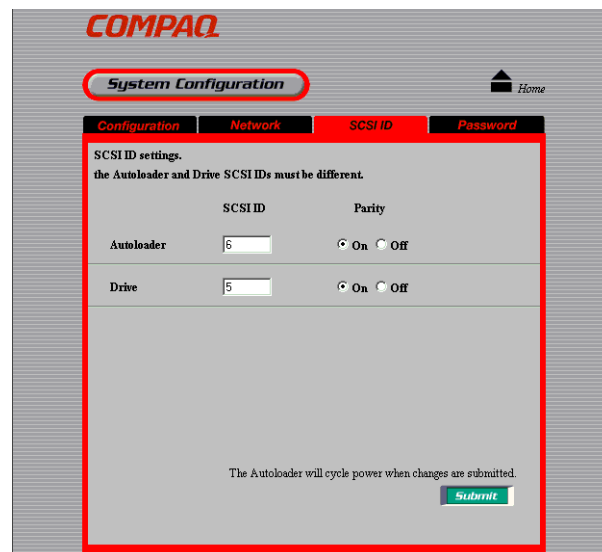 COMPAQ
System Configuration
Home
Configuration Network SCSI ID Password
SCSI ID settings.
the Autoloader and Drive SCSI IDs must be different.
SCSI ID Parity
Autoloader 6 On Off
Drive 5 On Off
The Autoloader will cycle power when changes are submitted.
Submit